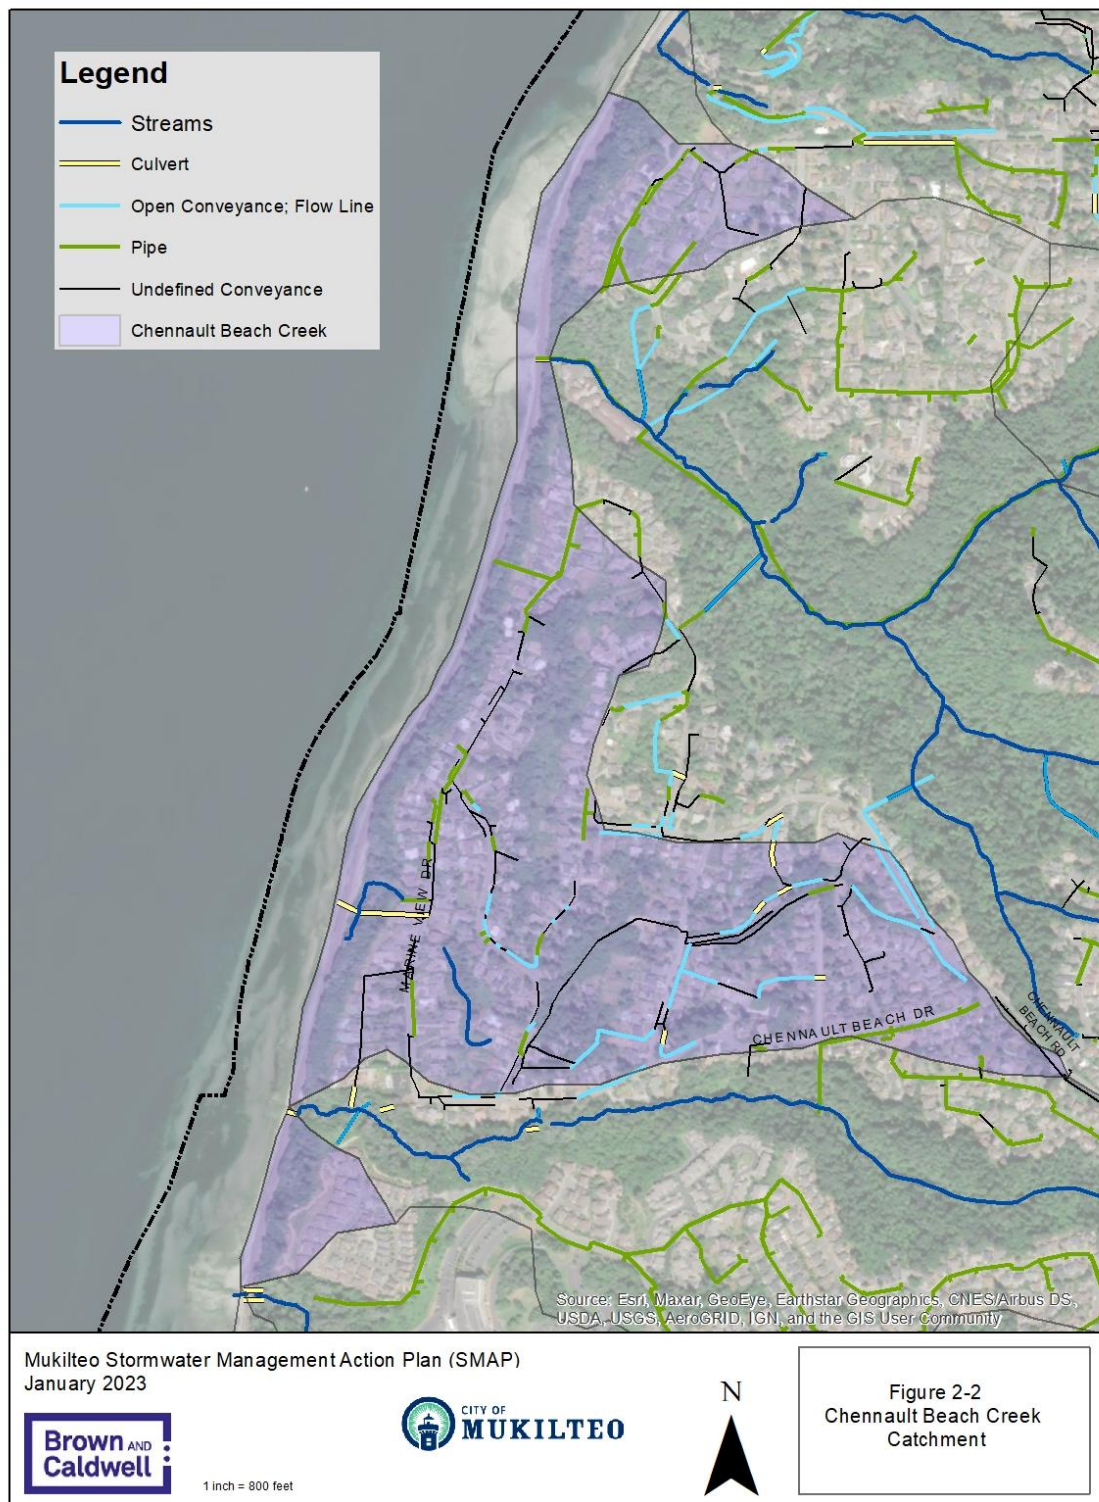 Legend
Streams
Culvert
Open Conveyance; Flow Line
Pipe
Undefined Conveyance
Chennault Beach Creek
MARINE VIEW DR
CHENNAULT BEACH DR
CHENNAULT
BEACH RD
Source: Esri, Maxar, GeoEye, Earthstar Geographics, CNES/Airbus DS,
USDA, USGS, AeroGRID, IGN, and the GIS User Community
Mukilteo Stormwater Management Action Plan (SMAP)
January 2023
Brown AND
Caldwell
1 inch = 800 feet
CITY OF
MUKILTEO
N
Figure 2-2
Chennault Beach Creek
Catchment